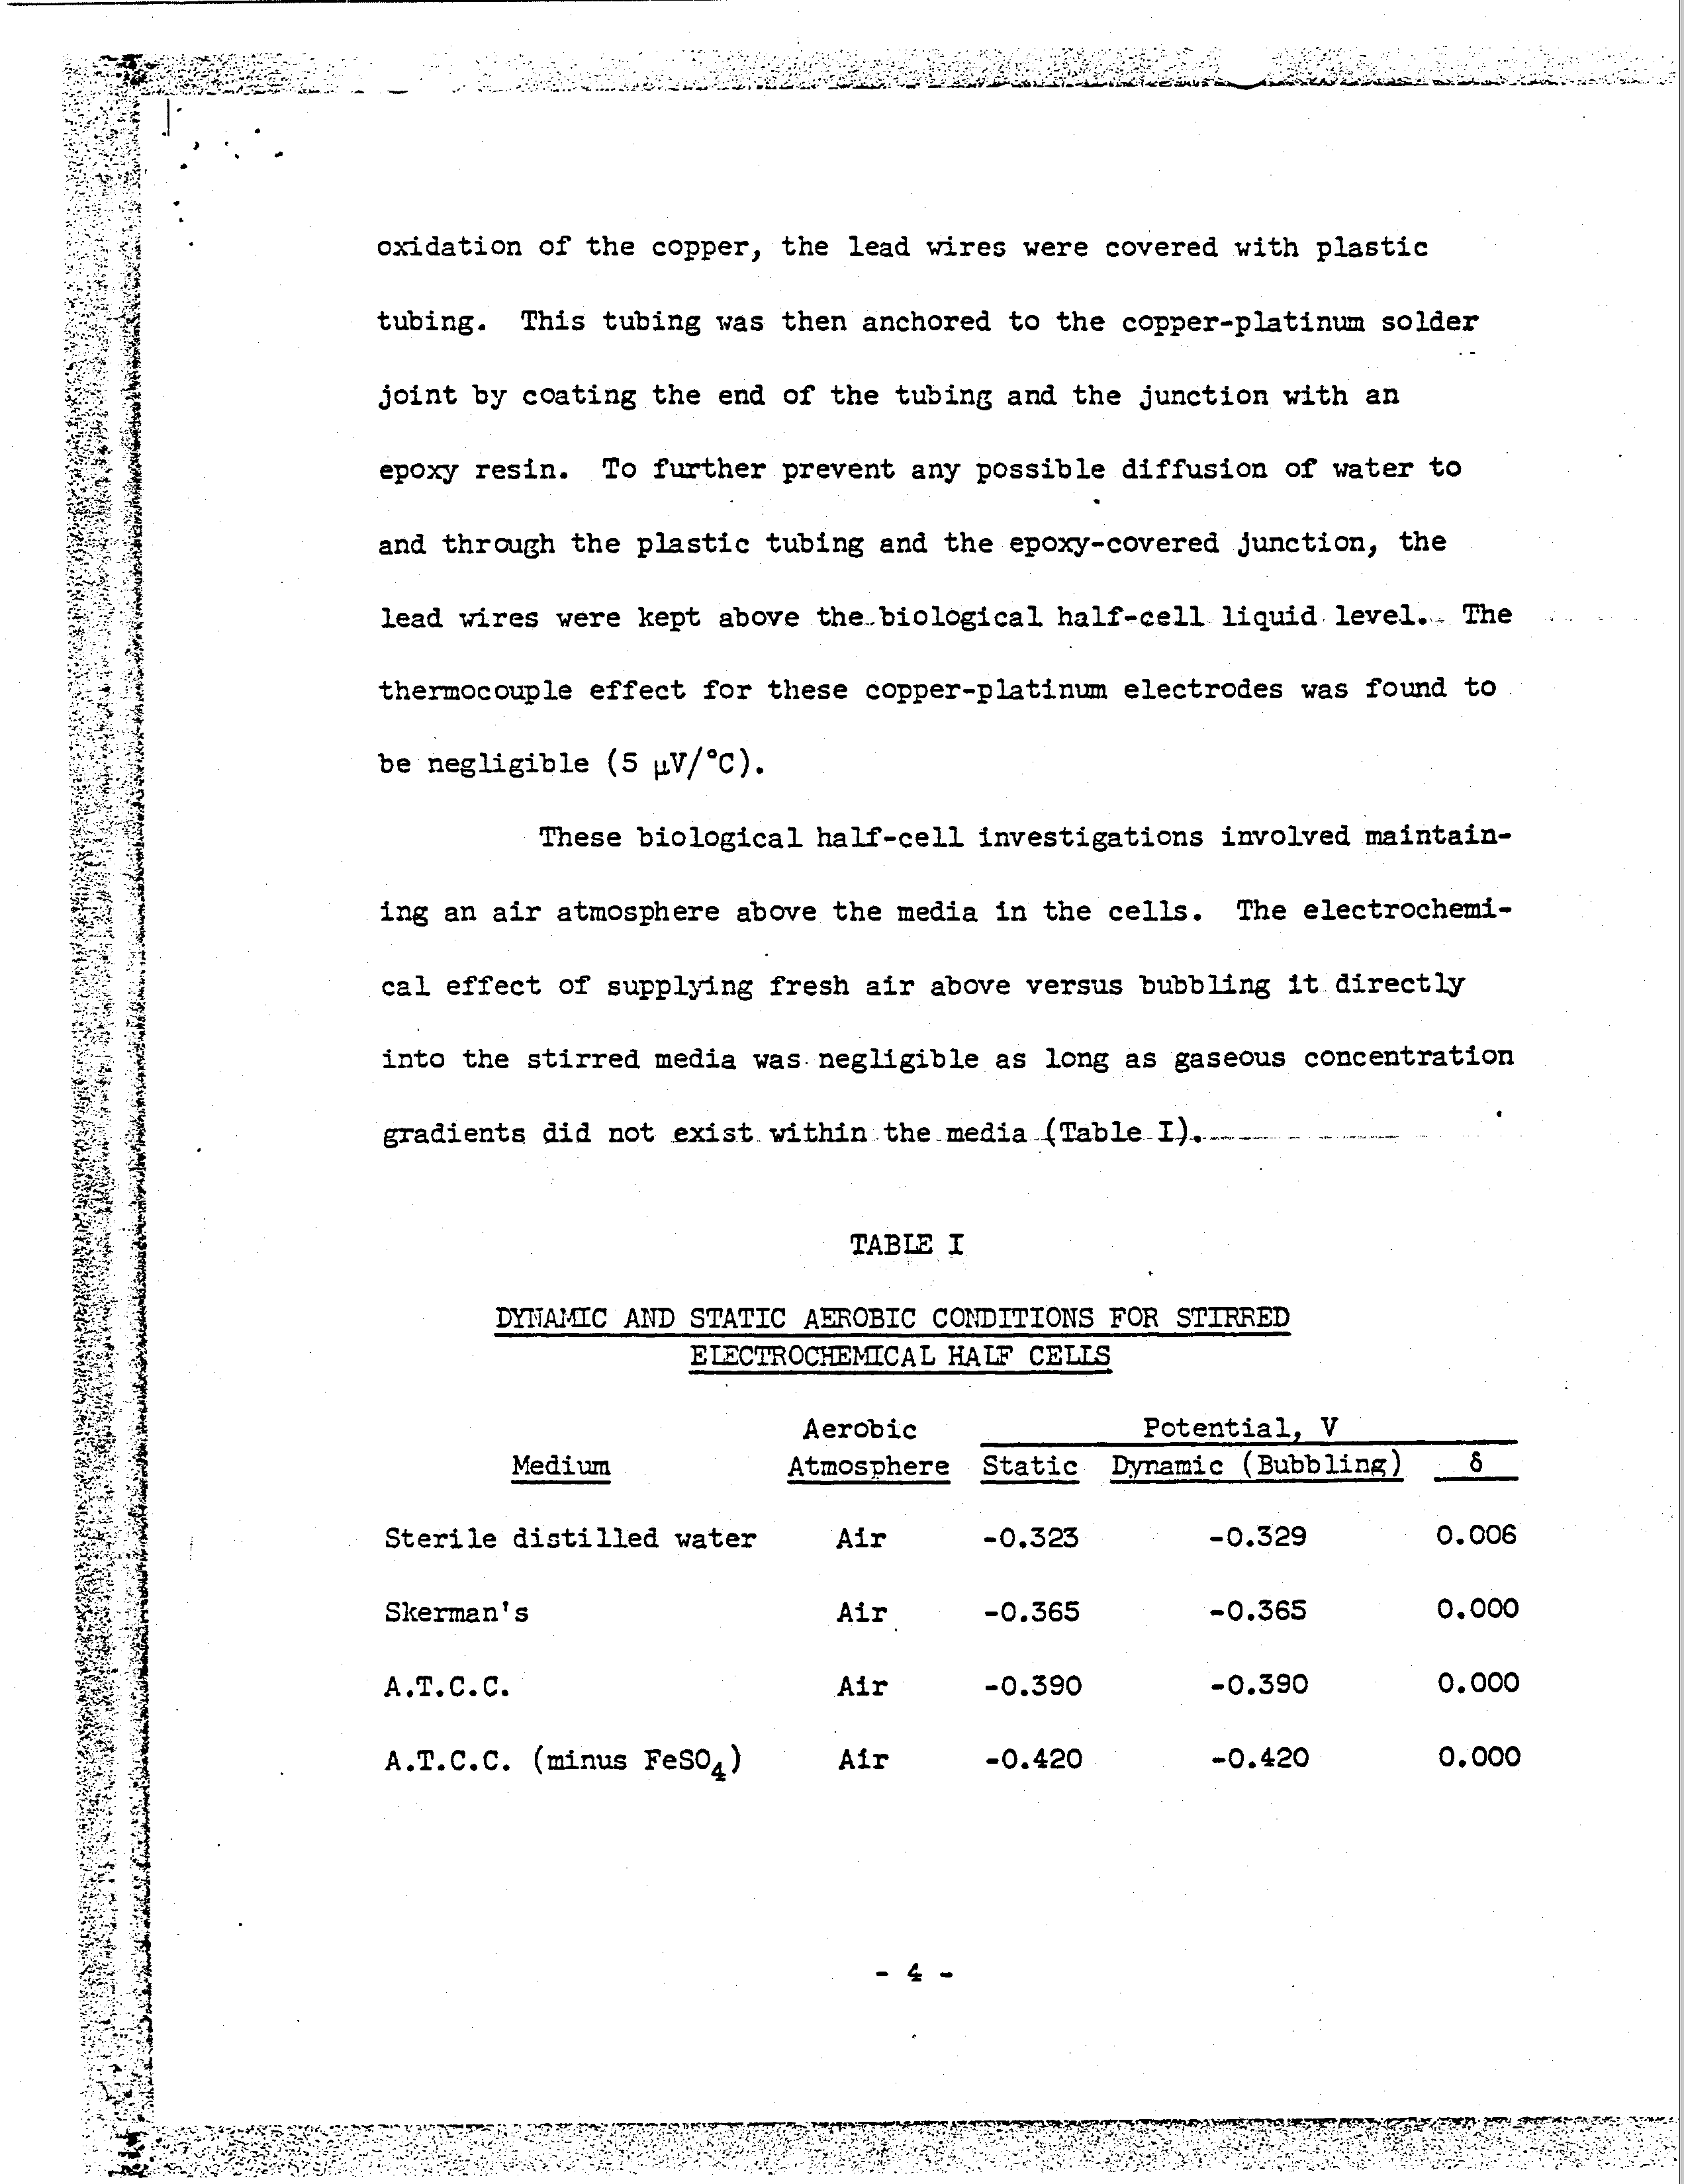 oxidation of the copper, the lead wires were covered with plastic
tubing. This tubing was then anchored to the copper-platinum solder
joint by coating the end of the tubing and the junction with an
epoxy resin. To further prevent any possible diffusion of water to
and through the plastic tubing and the epoxy-covered junction, the
lead wires were kept above the biological half-cell liquid level. The
thermocouple effect for these copper-platinum electrodes was found to
be negligible (5 μV/°C).
These biological half-cell investigations involved maintain-
ing an air atmosphere above the media in the cells. The electrochemi-
cal effect of supplying fresh air above versus bubbling it directly
into the stirred media was negligible as long as gaseous concentration
gradients did not exist within the media (Table I).
TABLE I
DYNAMIC AND STATIC AEROBIC CONDITIONS FOR STIRRED
ELECTROCHEMICAL HALF CELLS
Aerobic Potential, V
Medium Atmosphere Static Dynamic (Bubbling) δ
Sterile distilled water Air -0.323 -0.329 0.006
Skerman's Air -0.365 -0.365 0.000
A.T.C.C. Air -0.390 -0.390 0.000
A.T.C.C. (minus FeSO₄) Air -0.420 -0.420 0.000
- 4 -